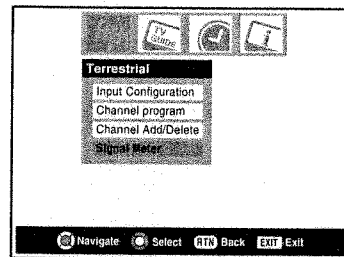 TV
GUIDE
i
Terrestrial
Input Configuration
Channel program
Channel Add/Delete
Signal Meter
Navigate Select RTN Back EXIT Exit